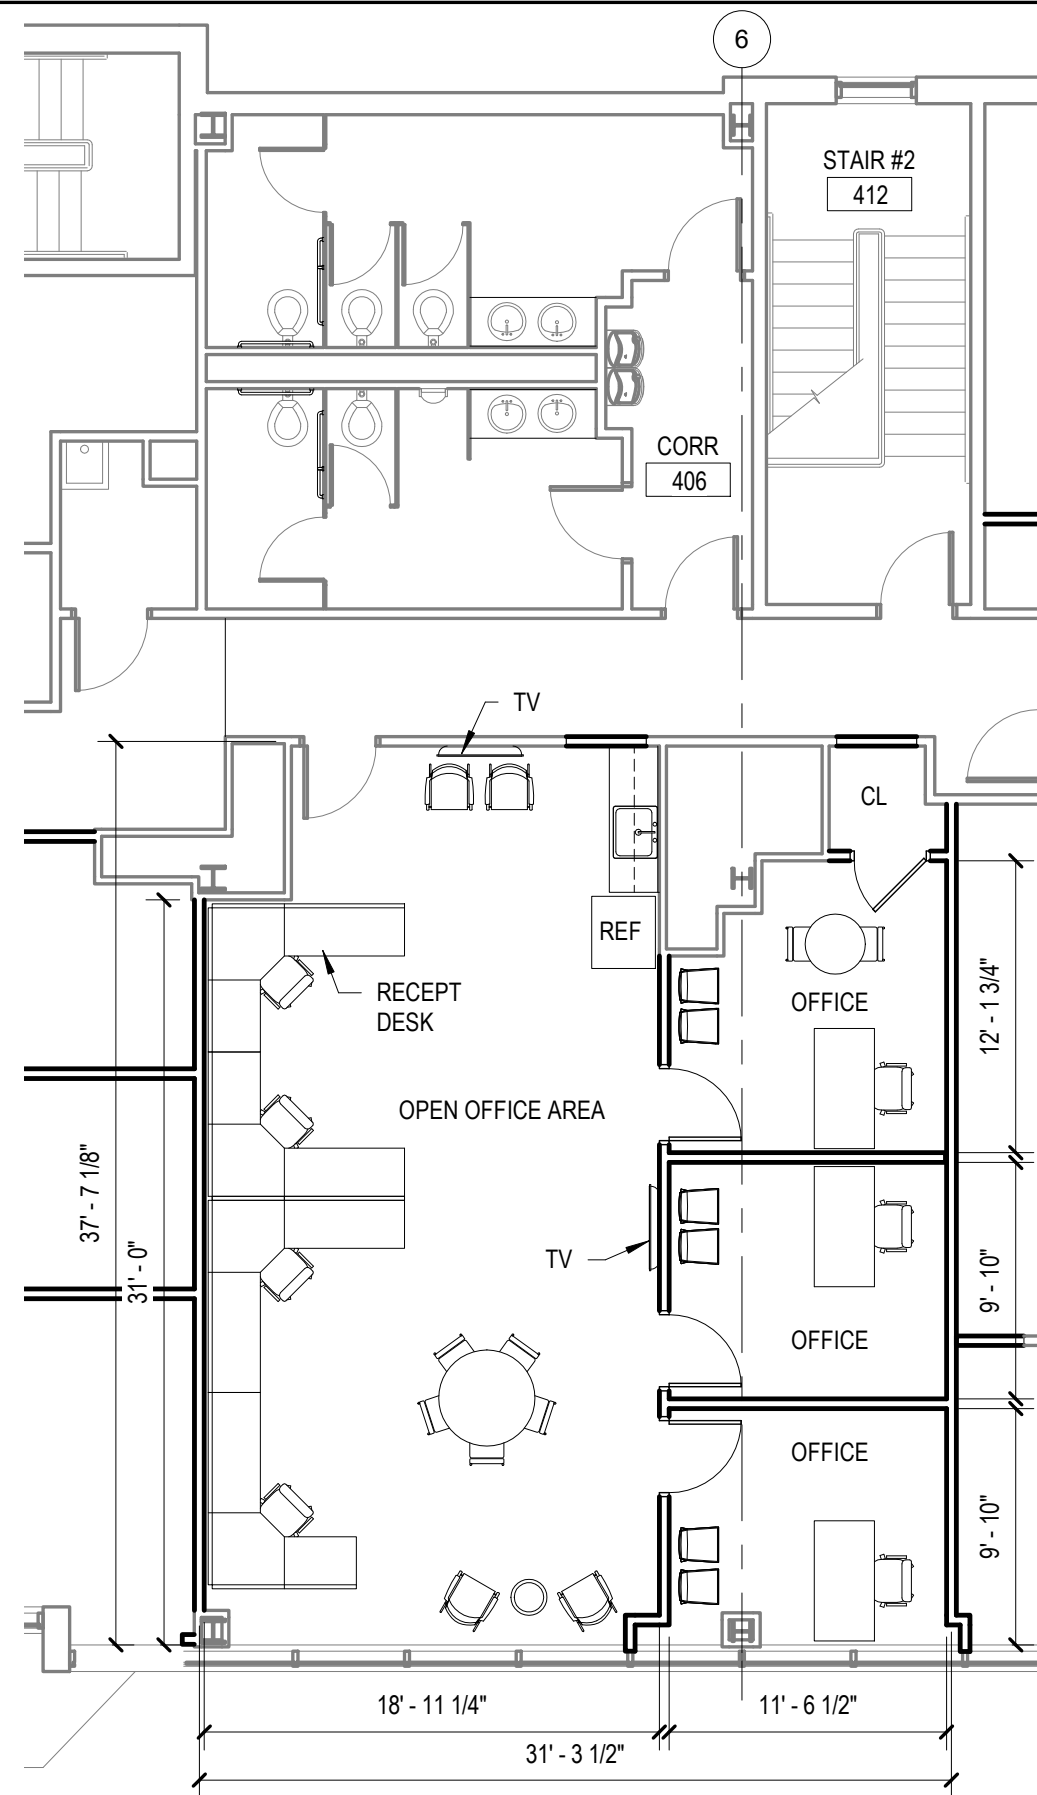 6
STAIR #2
412
CORR
406
TV
CL
REF
RECEPT
DESK
OFFICE
12' - 1 3/4"
OPEN OFFICE AREA
37' - 7 1/8"
31' - 0"
TV
9' - 10"
OFFICE
OFFICE
9' - 10"
18' - 11 1/4"
11' - 6 1/2"
31' - 3 1/2"